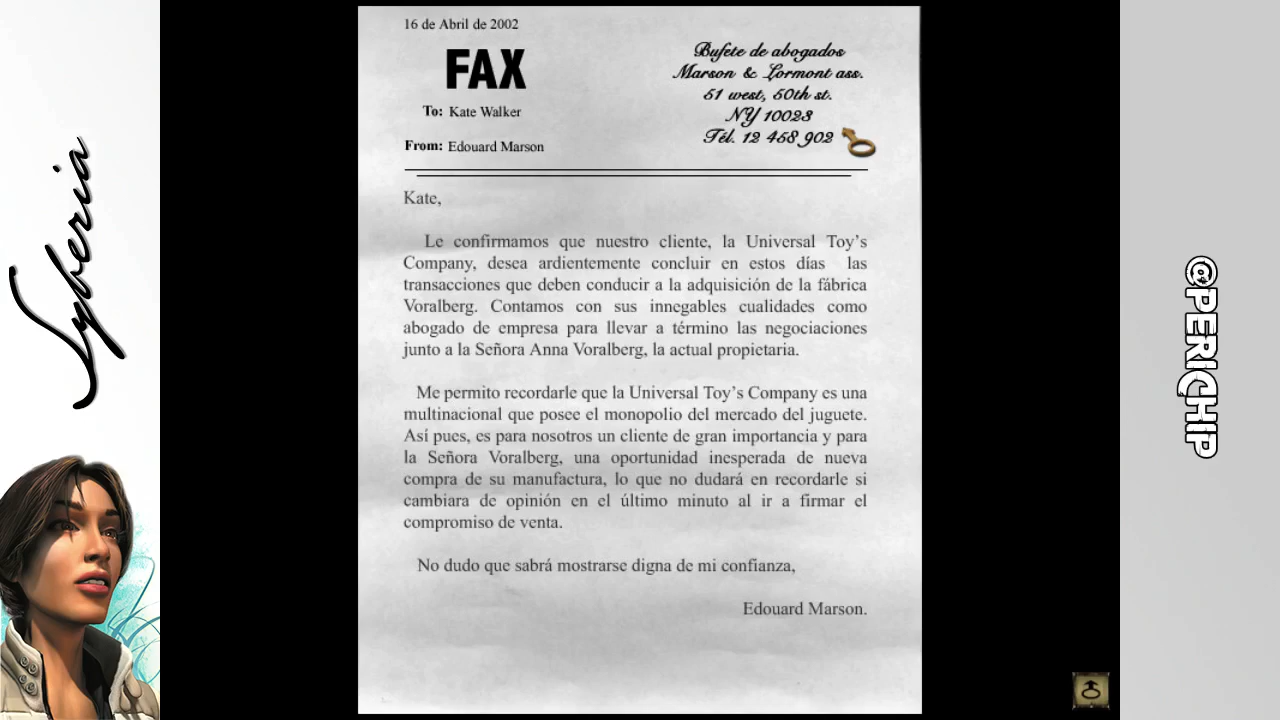 Syberia
16 de Abril de 2002
FAX
To: Kate Walker
From: Edouard Marson
Bufete de abogados
Marson & Lormont ass.
51 west, 50th st.
NY 10023
Tél. 12 458 902
Kate,
Le confirmamos que nuestro cliente, la Universal Toy's
Company, desea ardientemente concluir en estos días las
transacciones que deben conducir a la adquisición de la fábrica
Voralberg. Contamos con sus innegables cualidades como
abogado de empresa para llevar a término las negociaciones
junto a la Señora Anna Voralberg, la actual propietaria.
Me permito recordarle que la Universal Toy's Company es una
multinacional que posee el monopolio del mercado del juguete.
Así pues, es para nosotros un cliente de gran importancia y para
la Señora Voralberg, una oportunidad inesperada de nueva
compra de su manufactura, lo que no dudará en recordarle si
cambiara de opinión en el último minuto al ir a firmar el
compromiso de venta.
No dudo que sabrá mostrarse digna de mi confianza,
Edouard Marson.
@PERICHIP